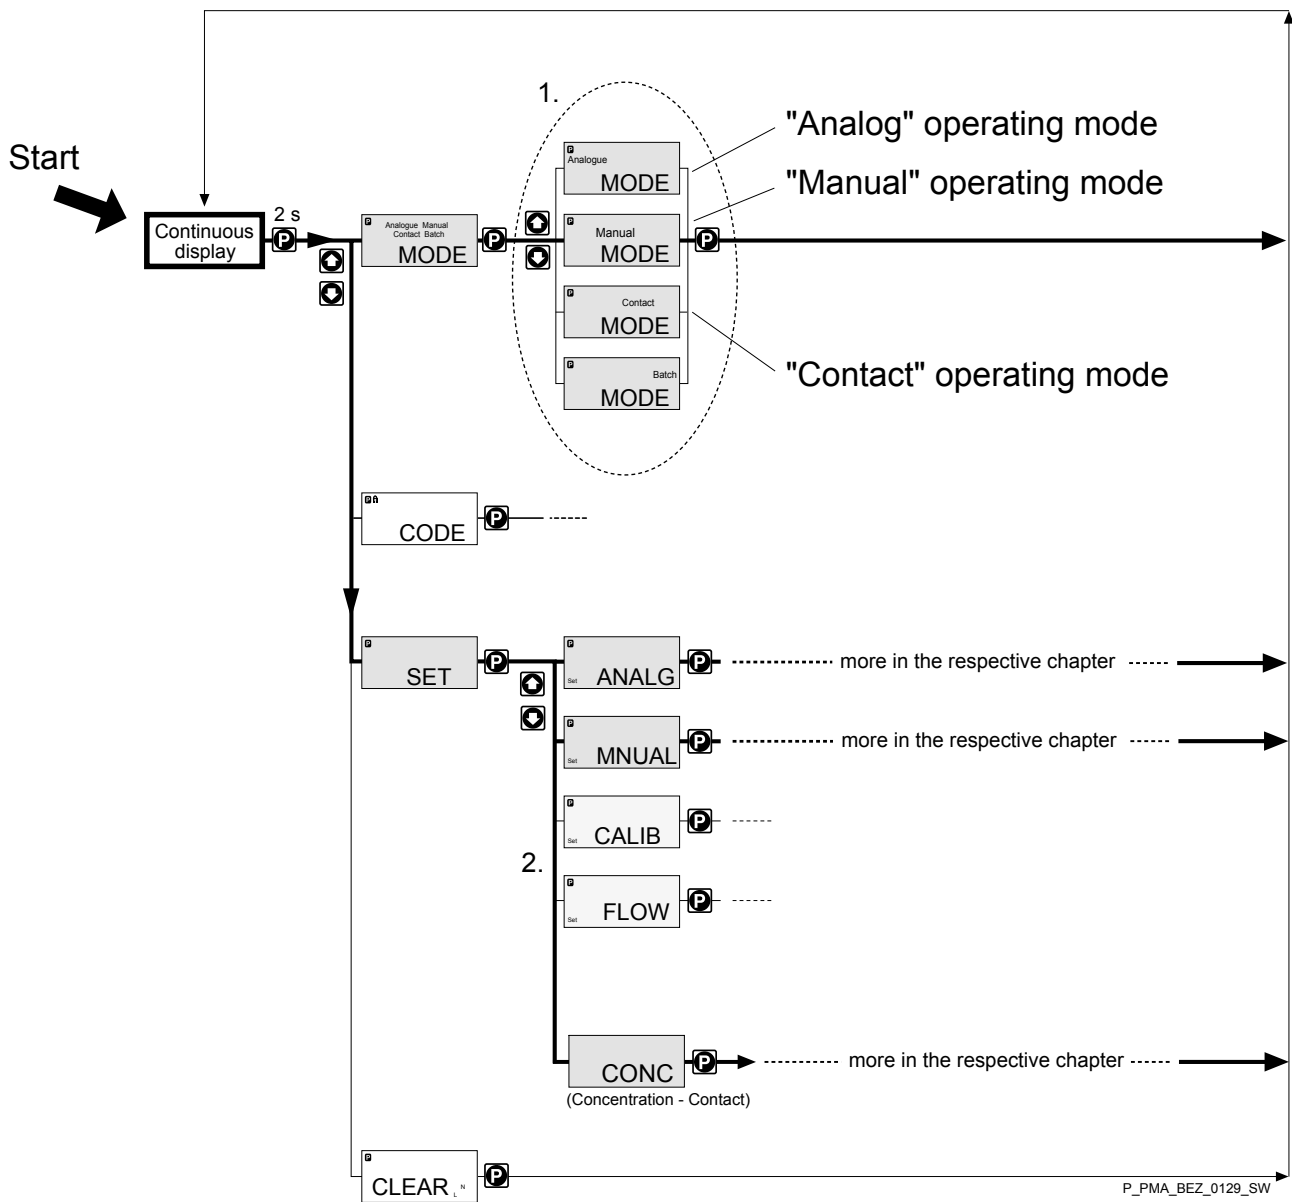 1.
"Analog" operating mode
Start
P
Analogue
MODE
"Manual" operating mode
Continuous
display
2 s
P
P
Analogue Manual
Contact Batch
MODE
P
Manual
MODE
P
P
Contact
MODE
"Contact" operating mode
P
Batch
MODE
P
CODE
P
P
SET
P
P
Set
ANALG
P
more in the respective chapter
P
Set
MNUAL
P
more in the respective chapter
P
Set
CALIB
P
2.
P
Set
FLOW
P
CONC
P
more in the respective chapter
(Concentration - Contact)
P
CLEAR L N
P
P_PMA_BEZ_0129_SW